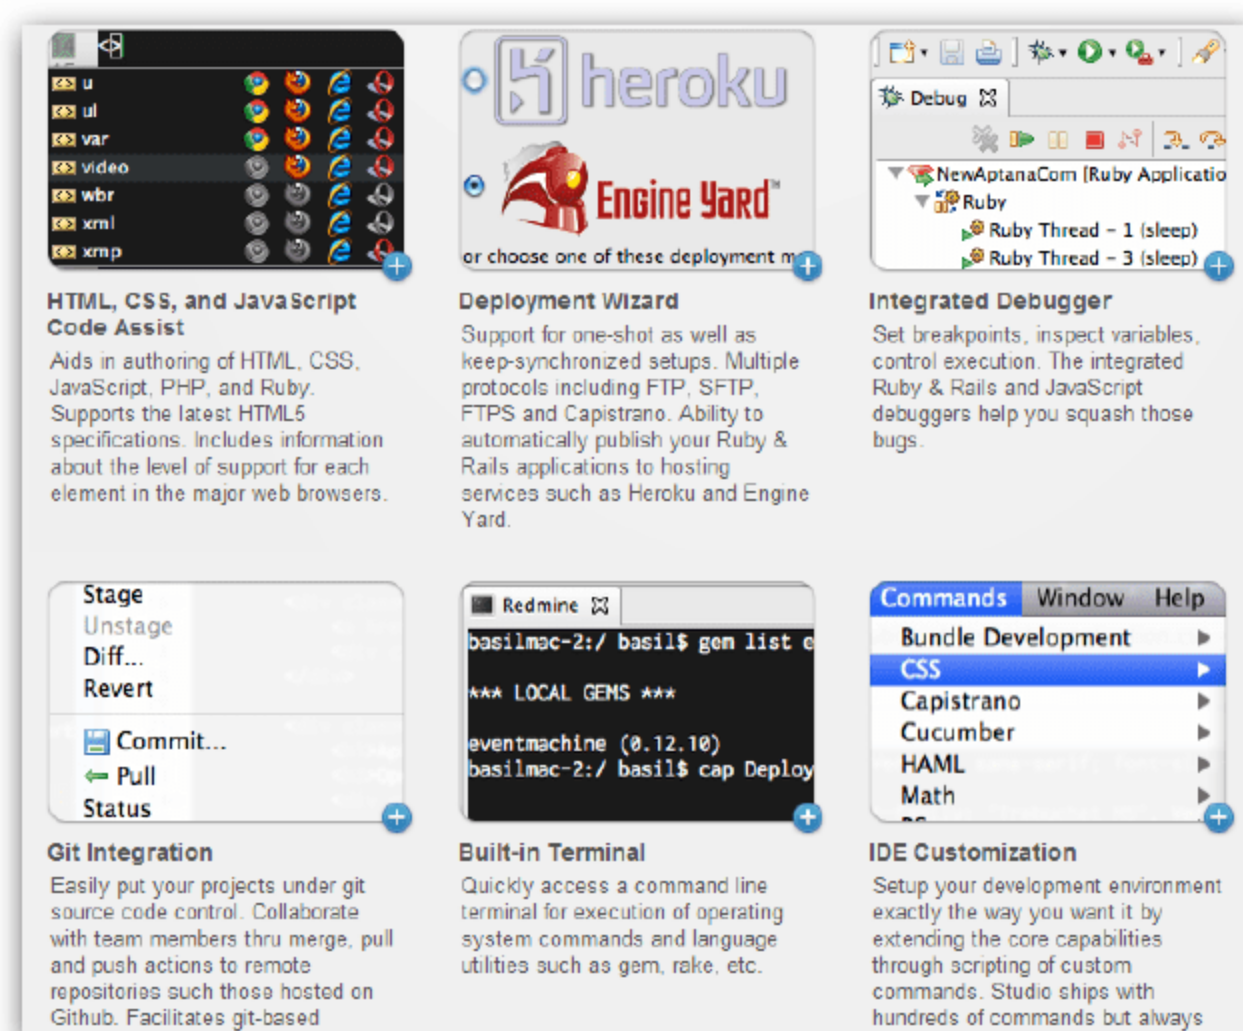 u
ul
var
video
wbr
xml
xmp
HTML, CSS, and JavaScript
Code Assist
Aids in authoring of HTML, CSS,
JavaScript, PHP, and Ruby.
Supports the latest HTML5
specifications. Includes information
about the level of support for each
element in the major web browsers.
heroku
Engine Yard™
or choose one of these deployment m
Deployment Wizard
Support for one-shot as well as
keep-synchronized setups. Multiple
protocols including FTP, SFTP,
FTPS and Capistrano. Ability to
automatically publish your Ruby &
Rails applications to hosting
services such as Heroku and Engine
Yard.
Debug
NewAptanaCom [Ruby Applicatio
Ruby
Ruby Thread - 1 (sleep)
Ruby Thread - 3 (sleep)
Integrated Debugger
Set breakpoints, inspect variables,
control execution. The integrated
Ruby & Rails and JavaScript
debuggers help you squash those
bugs.
Stage
Unstage
Diff...
Revert
Commit...
Pull
Status
Git Integration
Easily put your projects under git
source code control. Collaborate
with team members thru merge, pull
and push actions to remote
repositories such those hosted on
Github. Facilitates git-based
Redmine
basilmac-2:/ basil$ gem list e
*** LOCAL GEMS ***
eventmachine (0.12.10)
basilmac-2:/ basil$ cap Deploy
Built-in Terminal
Quickly access a command line
terminal for execution of operating
system commands and language
utilities such as gem, rake, etc.
Commands Window Help
Bundle Development
CSS
Capistrano
Cucumber
HAML
Math
IDE Customization
Setup your development environment
exactly the way you want it by
extending the core capabilities
through scripting of custom
commands. Studio ships with
hundreds of commands but always